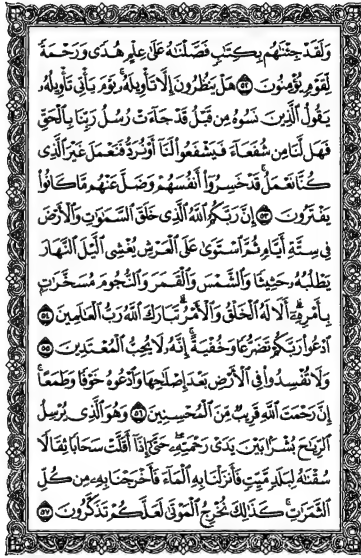 وَلَقَدْ جِئْنَٰهُم بِكِتَٰبٍ فَصَّلْنَٰهُ عَلَىٰ عِلْمٍ هُدًى وَرَحْمَةً
لِّقَوْمٍ يُؤْمِنُونَ ۝٥٢ هَلْ يَنظُرُونَ إِلَّا تَأْوِيلَهُۥ ۚ يَوْمَ يَأْتِى تَأْوِيلُهُۥ
يَقُولُ ٱلَّذِينَ نَسُوهُ مِن قَبْلُ قَدْ جَآءَتْ رُسُلُ رَبِّنَا بِٱلْحَقِّ
فَهَل لَّنَا مِن شُفَعَآءَ فَيَشْفَعُوا۟ لَنَآ أَوْ نُرَدُّ فَنَعْمَلَ غَيْرَ ٱلَّذِى
كُنَّا نَعْمَلُ ۚ قَدْ خَسِرُوٓا۟ أَنفُسَهُمْ وَضَلَّ عَنْهُم مَّا كَانُوا۟
يَفْتَرُونَ ۝٥٣ إِنَّ رَبَّكُمُ ٱللَّهُ ٱلَّذِى خَلَقَ ٱلسَّمَٰوَٰتِ وَٱلْأَرْضَ
فِى سِتَّةِ أَيَّامٍ ثُمَّ ٱسْتَوَىٰ عَلَى ٱلْعَرْشِ يُغْشِى ٱلَّيْلَ ٱلنَّهَارَ
يَطْلُبُهُۥ حَثِيثًا وَٱلشَّمْسَ وَٱلْقَمَرَ وَٱلنُّجُومَ مُسَخَّرَٰتٍۭ
بِأَمْرِهِۦٓ ۗ أَلَا لَهُ ٱلْخَلْقُ وَٱلْأَمْرُ ۗ تَبَارَكَ ٱللَّهُ رَبُّ ٱلْعَٰلَمِينَ ۝٥٤
ٱدْعُوا۟ رَبَّكُمْ تَضَرُّعًا وَخُفْيَةً ۚ إِنَّهُۥ لَا يُحِبُّ ٱلْمُعْتَدِينَ ۝٥٥
وَلَا تُفْسِدُوا۟ فِى ٱلْأَرْضِ بَعْدَ إِصْلَٰحِهَا وَٱدْعُوهُ خَوْفًا وَطَمَعًا ۚ
إِنَّ رَحْمَتَ ٱللَّهِ قَرِيبٌ مِّنَ ٱلْمُحْسِنِينَ ۝٥٦ وَهُوَ ٱلَّذِى يُرْسِلُ
ٱلرِّيَٰحَ بُشْرًۢا بَيْنَ يَدَىْ رَحْمَتِهِۦ ۖ حَتَّىٰٓ إِذَآ أَقَلَّتْ سَحَابًا ثِقَالًا
سُقْنَٰهُ لِبَلَدٍ مَّيِّتٍ فَأَنزَلْنَا بِهِ ٱلْمَآءَ فَأَخْرَجْنَا بِهِۦ مِن كُلِّ
ٱلثَّمَرَٰتِ ۚ كَذَٰلِكَ نُخْرِجُ ٱلْمَوْتَىٰ لَعَلَّكُمْ تَذَكَّرُونَ ۝٥٧